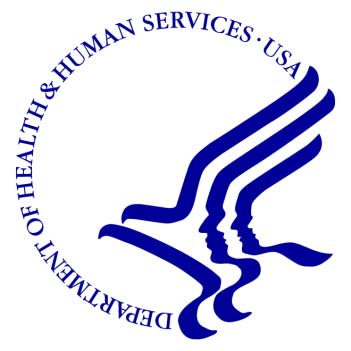 DEPARTMENT OF HEALTH & HUMAN SERVICES · USA